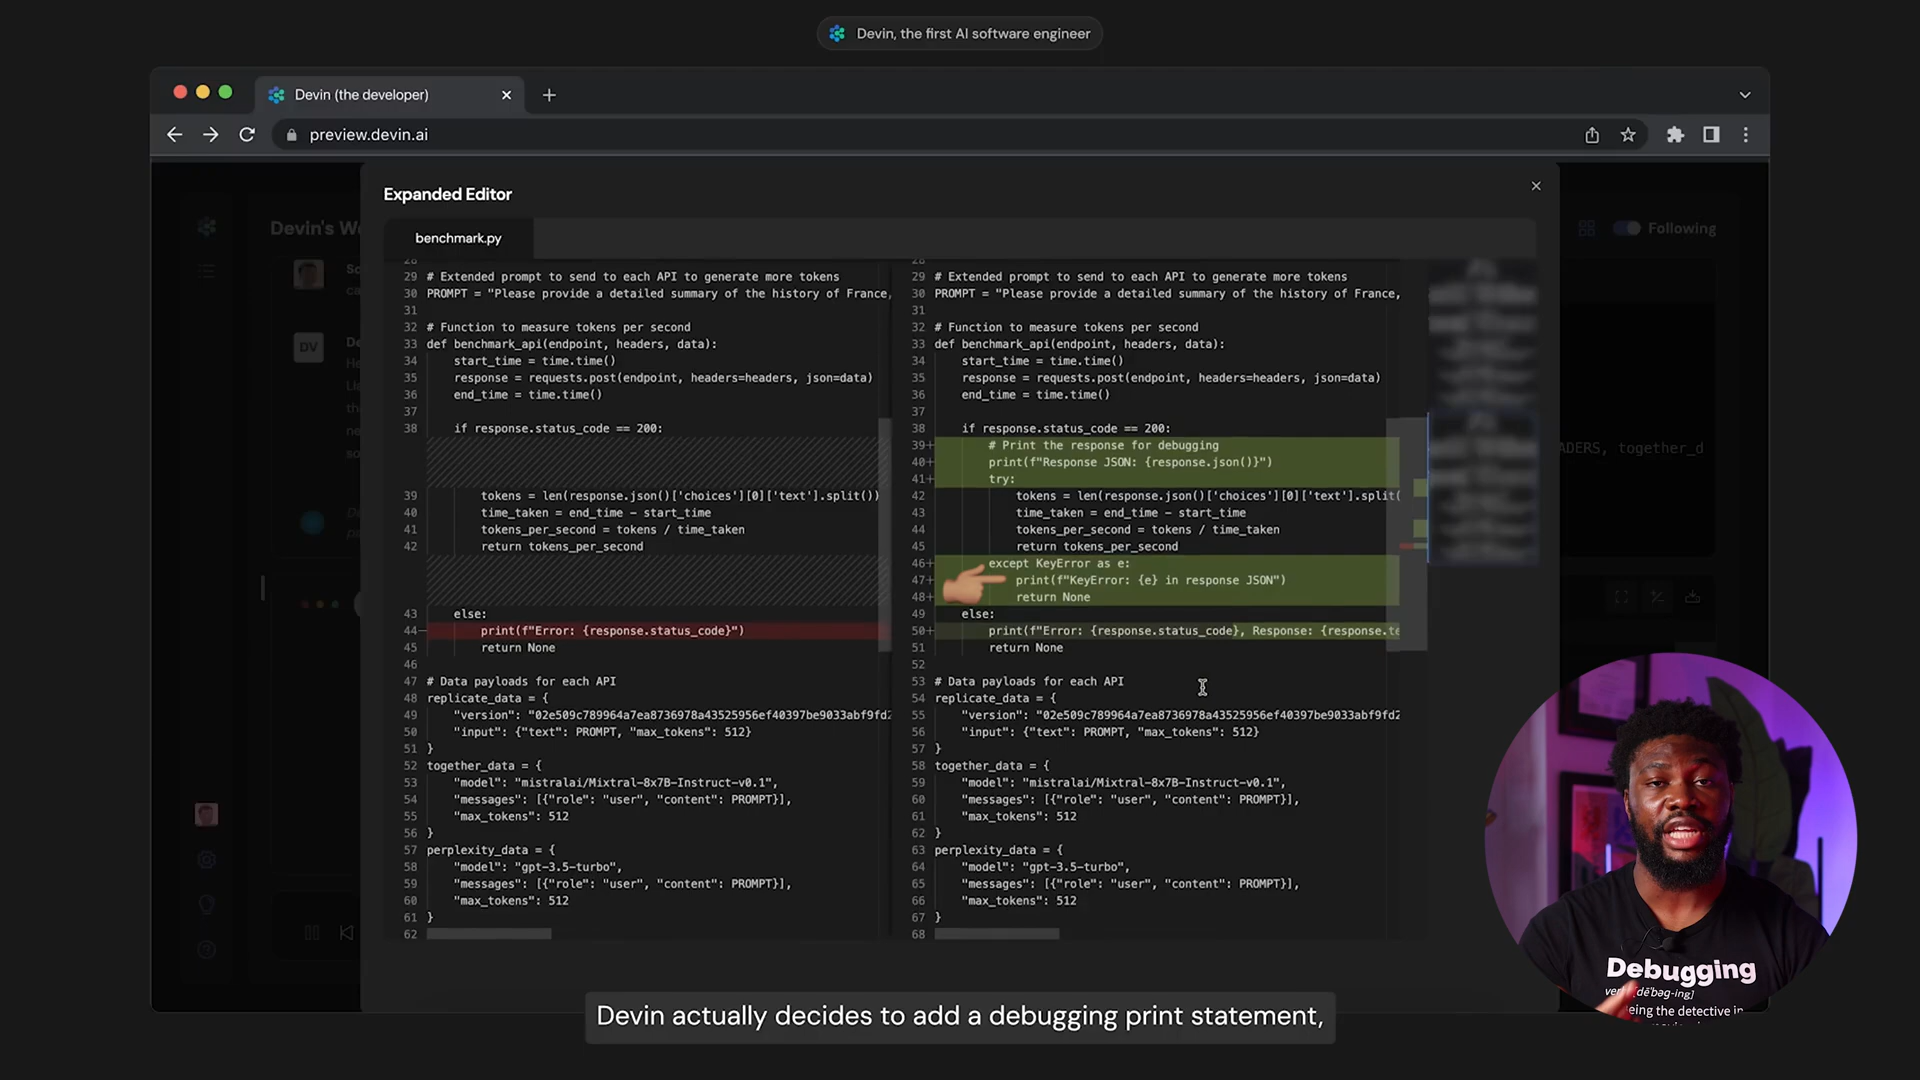 Devin, the first AI software engineer
Devin (the developer)
preview.devin.ai
Expanded Editor
Devin's W
Following
benchmark.py
28
29 # Extended prompt to send to each API to generate more tokens
30 PROMPT = "Please provide a detailed summary of the history of France,
31
32 # Function to measure tokens per second
33 def benchmark_api(endpoint, headers, data):
34 start_time = time.time()
35 response = requests.post(endpoint, headers=headers, json=data)
36 end_time = time.time()
37
38 if response.status_code == 200:
39 tokens = len(response.json()['choices'][0]['text'].split())
40 time_taken = end_time - start_time
41 tokens_per_second = tokens / time_taken
42 return tokens_per_second
43 else:
44- print(f"Error: {response.status_code}")
45 return None
46
47 # Data payloads for each API
48 replicate_data = {
49 "version": "02e509c789964a7ea8736978a43525956ef40397be9033abf9fd2
50 "input": {"text": PROMPT, "max_tokens": 512}
51 }
52 together_data = {
53 "model": "mistralai/Mixtral-8x7B-Instruct-v0.1",
54 "messages": [{"role": "user", "content": PROMPT}],
55 "max_tokens": 512
56 }
57 perplexity_data = {
58 "model": "gpt-3.5-turbo",
59 "messages": [{"role": "user", "content": PROMPT}],
60 "max_tokens": 512
61 }
62
28
29 # Extended prompt to send to each API to generate more tokens
30 PROMPT = "Please provide a detailed summary of the history of France,
31
32 # Function to measure tokens per second
33 def benchmark_api(endpoint, headers, data):
34 start_time = time.time()
35 response = requests.post(endpoint, headers=headers, json=data)
36 end_time = time.time()
37
38 if response.status_code == 200:
39+ # Print the response for debugging
40+ print(f"Response JSON: {response.json()}")
41+ try:
42 tokens = len(response.json()['choices'][0]['text'].split(
43 time_taken = end_time - start_time
44 tokens_per_second = tokens / time_taken
45 return tokens_per_second
46+ except KeyError as e:
47+ print(f"KeyError: {e} in response JSON")
48+ return None
49 else:
50+ print(f"Error: {response.status_code}, Response: {response.te
51 return None
52
53 # Data payloads for each API
54 replicate_data = {
55 "version": "02e509c789964a7ea8736978a43525956ef40397be9033abf9fd2
56 "input": {"text": PROMPT, "max_tokens": 512}
57 }
58 together_data = {
59 "model": "mistralai/Mixtral-8x7B-Instruct-v0.1",
60 "messages": [{"role": "user", "content": PROMPT}],
61 "max_tokens": 512
62 }
63 perplexity_data = {
64 "model": "gpt-3.5-turbo",
65 "messages": [{"role": "user", "content": PROMPT}],
66 "max_tokens": 512
67 }
68
DV
ADERS, together_d
Debugging
being the detective in
Devin actually decides to add a debugging print statement,